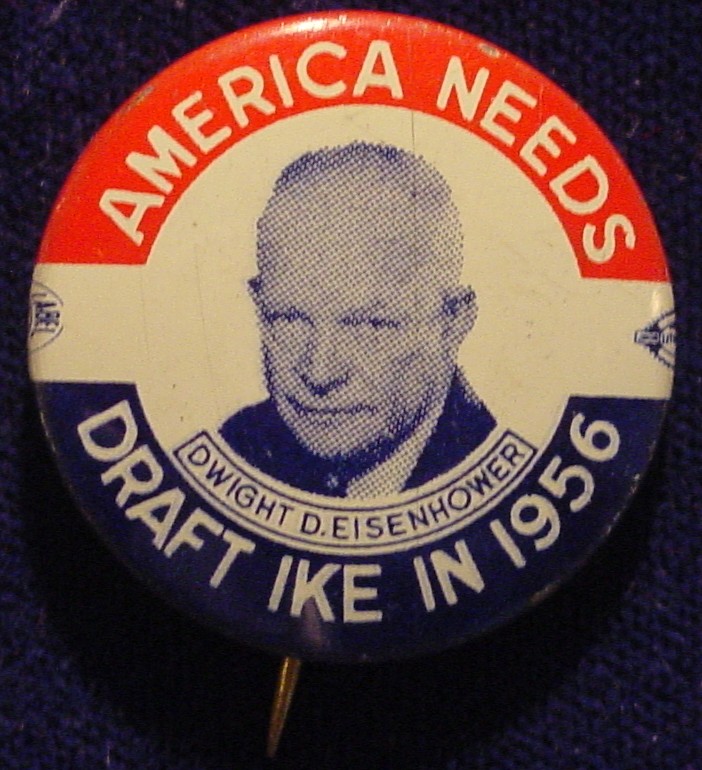 AMERICA NEEDS
DWIGHT D. EISENHOWER
DRAFT IKE IN 1956